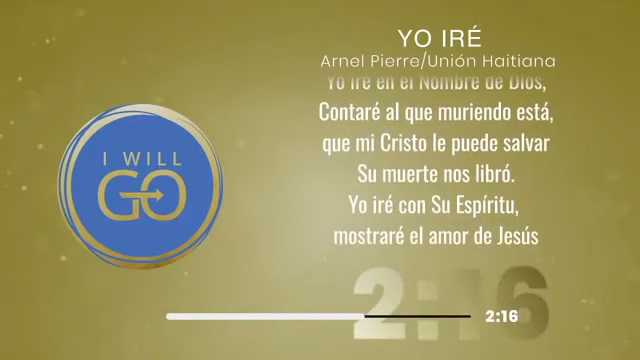 YO IRÉ
Arnel Pierre/Unión Haitiana
Yo iré en el Nombre de Dios,
Contaré al que muriendo está,
que mi Cristo le puede salvar
Su muerte nos libró.
Yo iré con Su Espíritu,
mostraré el amor de Jesús
I WILL
GO
2:16
2:16